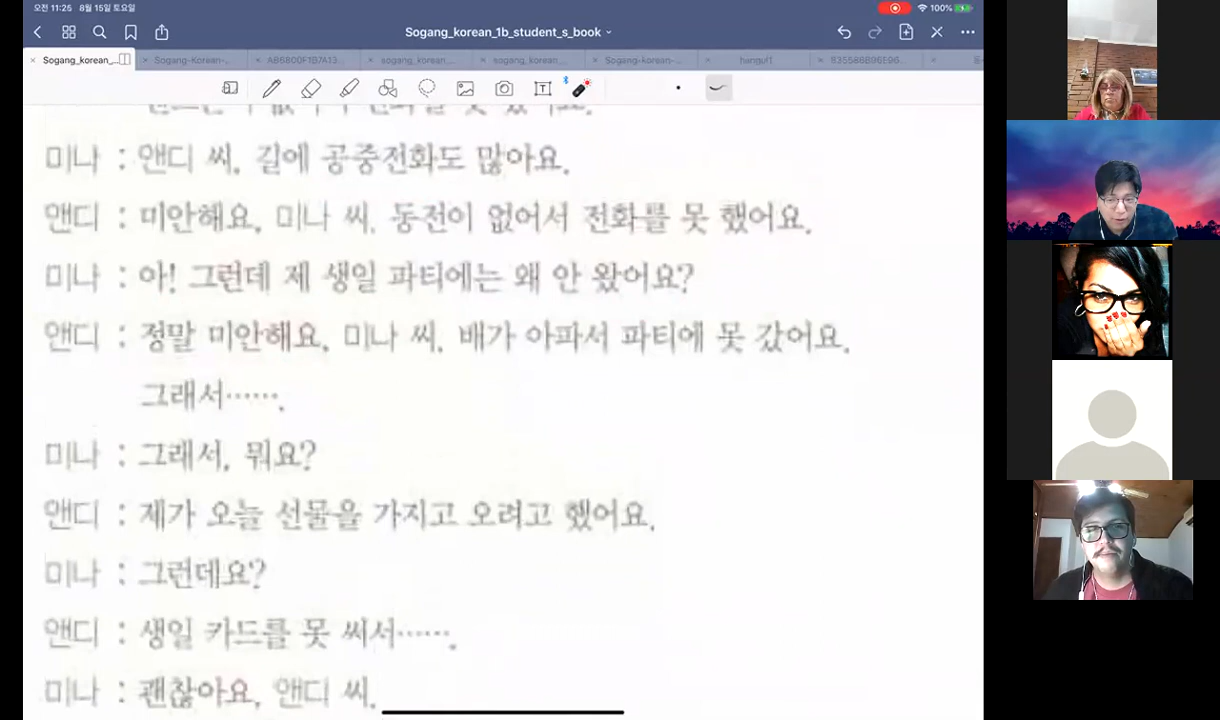 오전 11:25 8월 15일 토요일
100%
Sogang_korean_1b_student_s_book
Sogang_korean_... Sogang-Korean-... AB6800F1B7A13... sogang_korean... sogang_korean... Sogang-Korean-... hangul1 835586B96E96...
미나 : 앤디 씨, 길에 공중전화도 많아요.
앤디 : 미안해요, 미나 씨. 동전이 없어서 전화를 못 했어요.
미나 : 아! 그런데 제 생일 파티에는 왜 안 왔어요?
앤디 : 정말 미안해요, 미나 씨. 배가 아파서 파티에 못 갔어요.
그래서…….
미나 : 그래서, 뭐요?
앤디 : 제가 오늘 선물을 가지고 오려고 했어요.
미나 : 그런데요?
앤디 : 생일 카드를 못 써서…….
미나 : 괜찮아요, 앤디 씨.